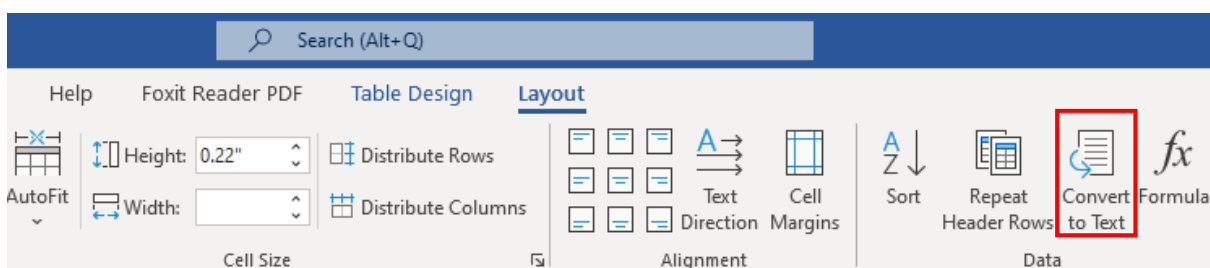 Search (Alt+Q)
Help Foxit Reader PDF Table Design Layout
Height: 0.22" Distribute Rows
AutoFit Width: Distribute Columns
Text Direction
Cell Margins
A Z Sort
Repeat Header Rows
Convert to Text
fx Formula
Cell Size Alignment Data